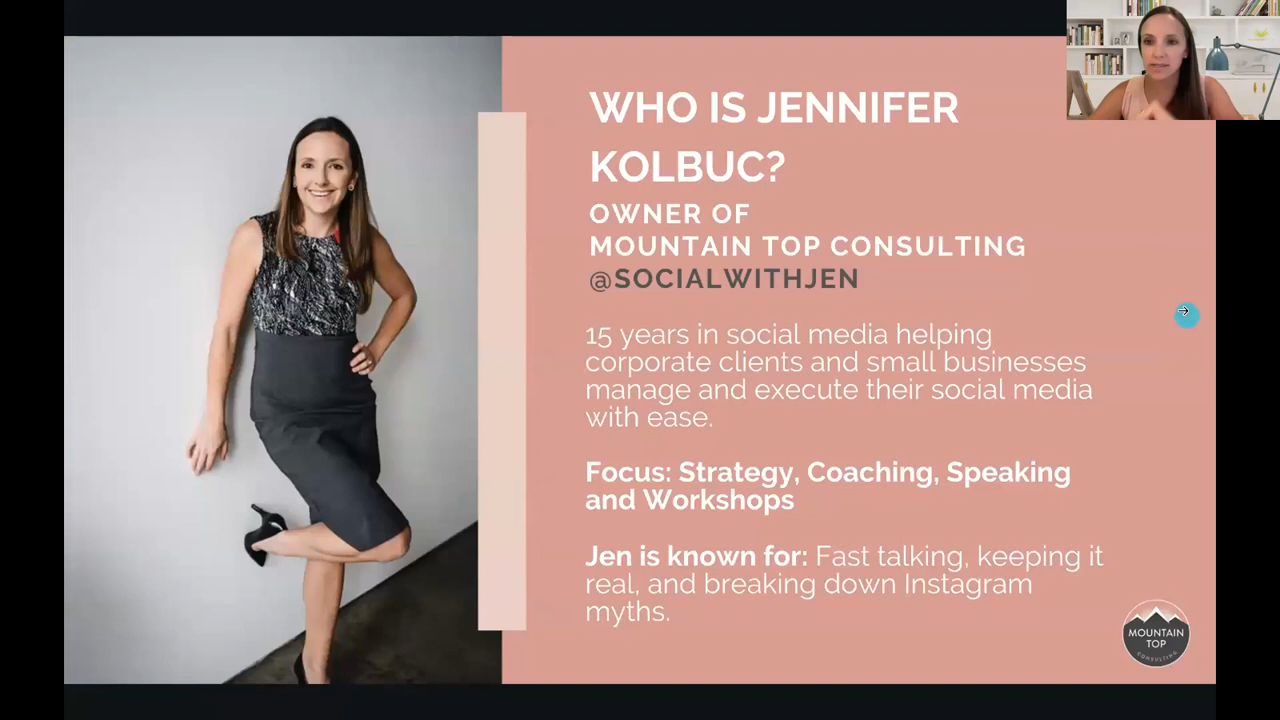 WHO IS JENNIFER
KOLBUC?
OWNER OF
MOUNTAIN TOP CONSULTING
@SOCIALWITHJEN
15 years in social media helping
corporate clients and small businesses
manage and execute their social media
with ease.
Focus: Strategy, Coaching, Speaking
and Workshops
Jen is known for: Fast talking, keeping it
real, and breaking down Instagram
myths.
MOUNTAIN
TOP
CONSULTING